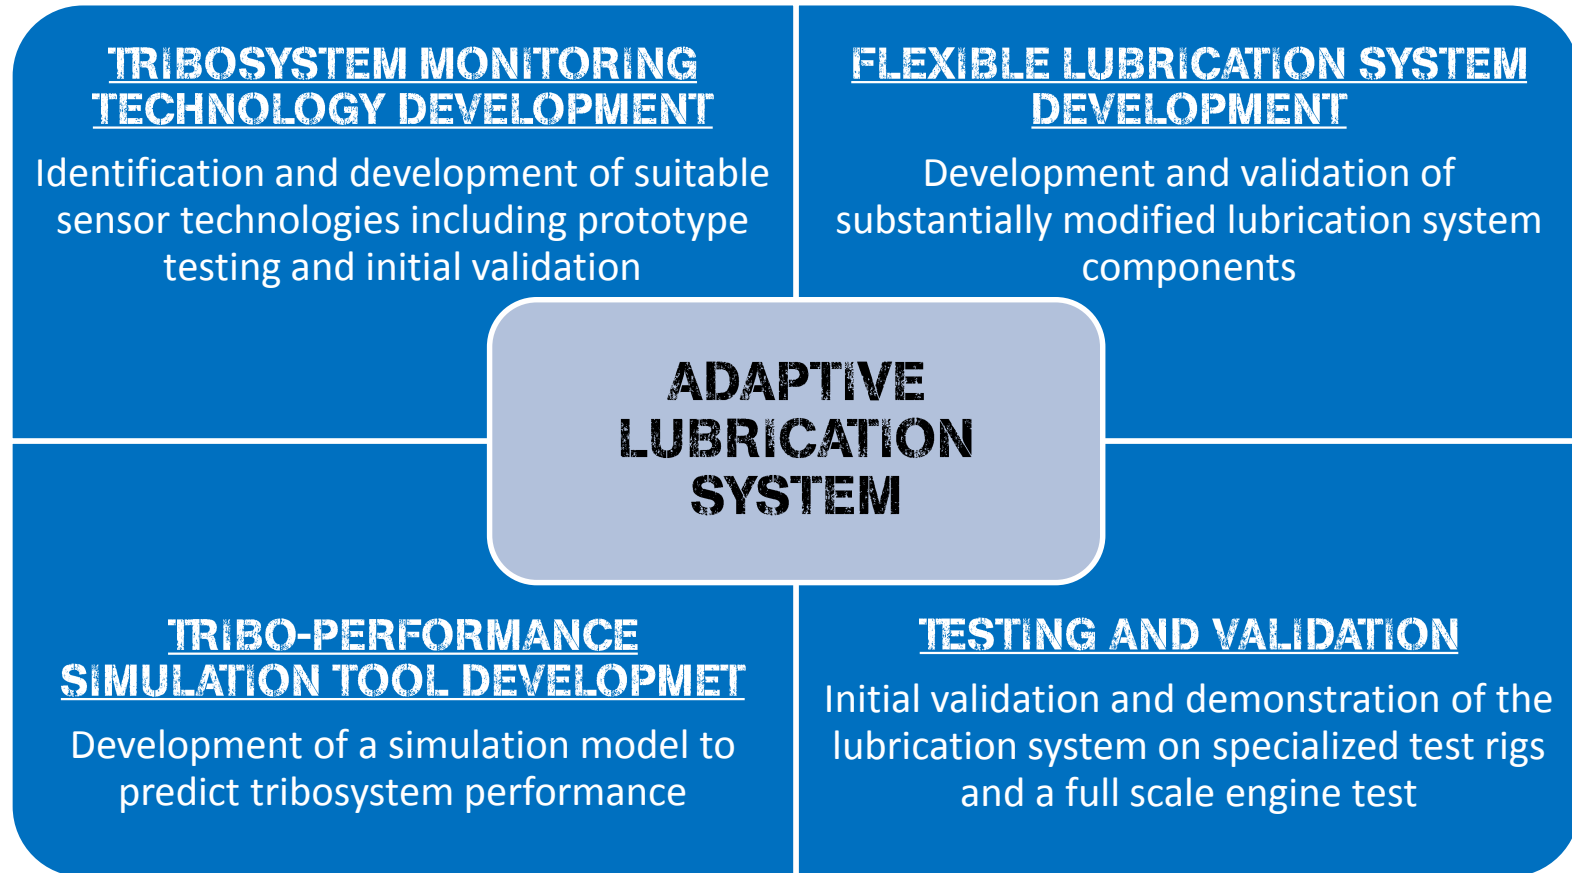 TRIBOSYSTEM MONITORING
TECHNOLOGY DEVELOPMENT
Identification and development of suitable
sensor technologies including prototype
testing and initial validation
FLEXIBLE LUBRICATION SYSTEM
DEVELOPMENT
Development and validation of
substantially modified lubrication system
components
ADAPTIVE
LUBRICATION
SYSTEM
TRIBO-PERFORMANCE
SIMULATION TOOL DEVELOPMET
Development of a simulation model to
predict tribosystem performance
TESTING AND VALIDATION
Initial validation and demonstration of the
lubrication system on specialized test rigs
and a full scale engine test